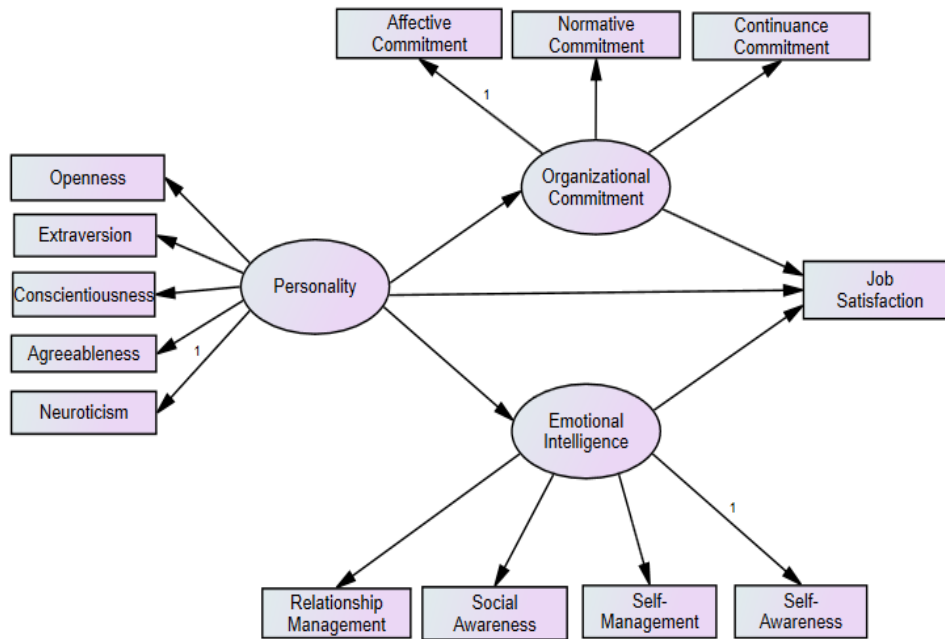 Affective
Commitment
Normative
Commitment
Continuance
Commitment
1
Organizational
Commitment
Openness
Extraversion
Conscientiousness
Agreeableness
Neuroticism
1
Personality
Job
Satisfaction
Emotional
Intelligence
1
Relationship
Management
Social
Awareness
Self-
Management
Self-
Awareness